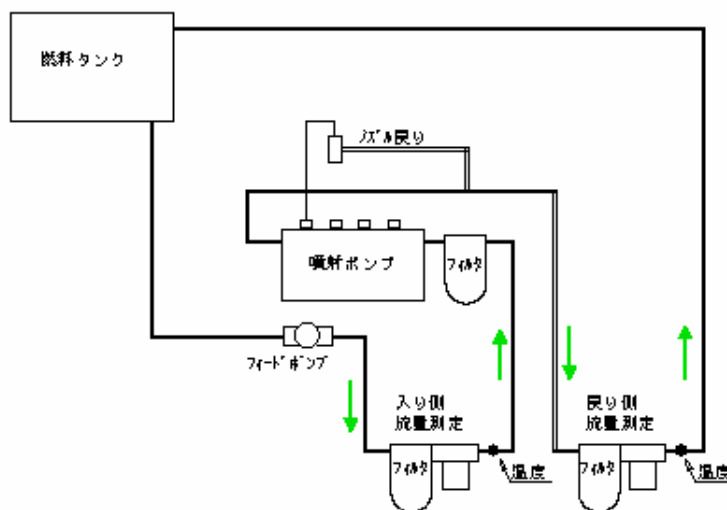 燃料タンク
ノズル戻り
噴射ポンプ
フィルタ
フィードポンプ
入り側
流量測定
戻り側
流量測定
フィルタ
温度
フィルタ
温度